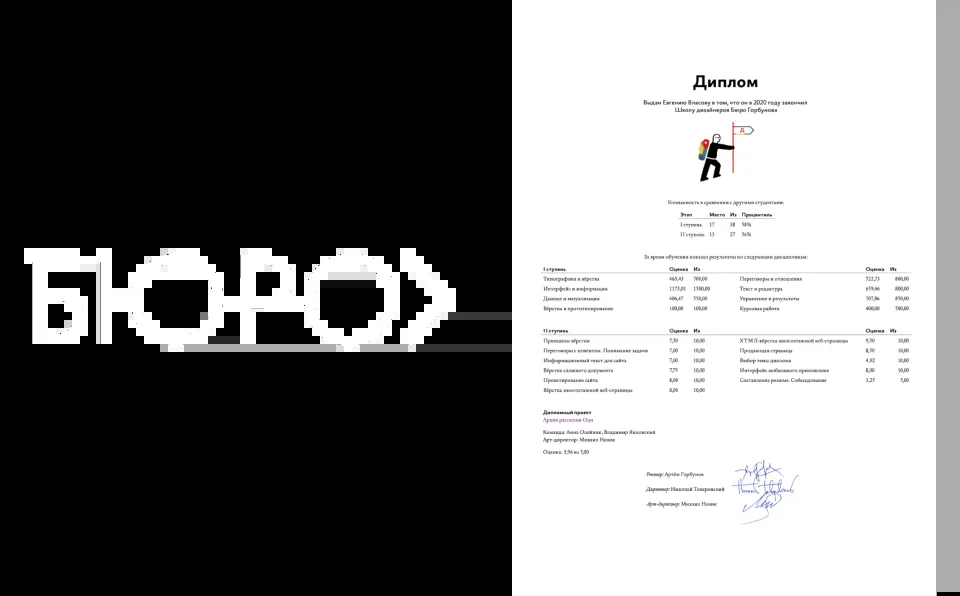 БЮРО
Диплом
Выдан Евгению Власову в том, что он в 2020 году закончил
Школу дизайнеров Бюро Горбунова
Д
Успеваемость в сравнении с другими студентами
Этап Место Из Процентиль
I ступень 17 38 58%
II ступень 13 27 56%
За время обучения показал результаты по следующим дисциплинам:
I ступень Оценка Из Оценка Из
Типографика и вёрстка 463,43 700,00 Переговоры и отношения 522,73 800,00
Интерфейс и информация 1173,01 1500,00 Текст и редактура 659,46 800,00
Данные и визуализация 406,47 550,00 Управление и результаты 707,86 850,00
Вёрстка и прототипирование 100,00 100,00 Курсовая работа 400,00 500,00
II ступень Оценка Из Оценка Из
Принципы вёрстки 7,50 10,00 ХТМЛ-вёрстка многоэтажной веб-страницы 9,50 10,00
Переговоры с клиентом. Понимание задачи 7,00 10,00 Продающая страница 8,50 10,00
Информационный текст для сайта 7,00 10,00 Выбор темы диплома 4,92 10,00
Вёрстка сложного документа 7,75 10,00 Интерфейс мобильного приложения 8,00 10,00
Проектирование сайта 8,00 10,00 Составление резюме. Собеседование 3,25 5,00
Вёрстка многоэтажной веб-страницы 8,00 10,00
Дипломный проект
Команда: Анна Олейник, Владимир Янковский
Арт-директор: Михаил Нозик
Оценка: 3,96 из 5,00
Ректор: Артём Горбунов
Директор: Николай Товеровский
Арт-директор: Михаил Нозик